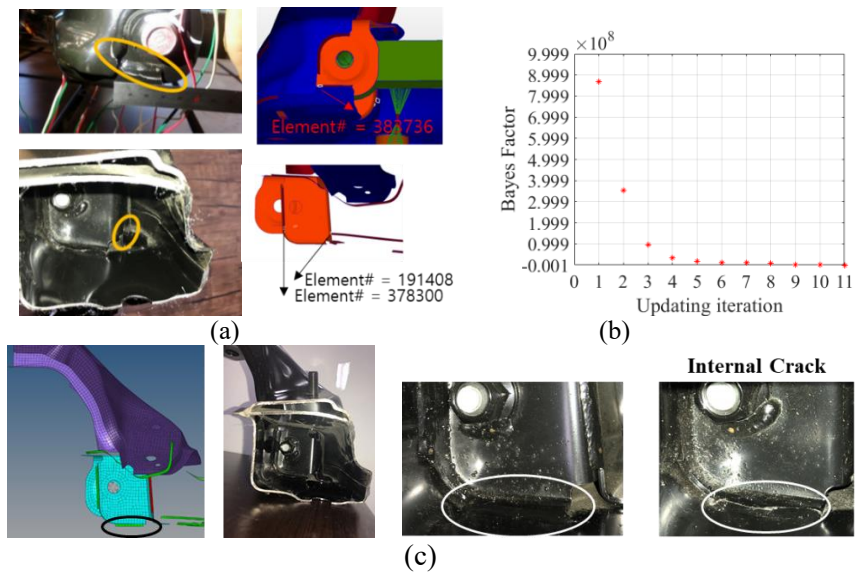 Element# = 383736
Element# = 191408
Element# = 378300
(a)
×10⁸
9.999
8.999
7.999
6.999
5.999
4.999
3.999
2.999
1.999
0.999
-0.001
Bayes Factor
0 1 2 3 4 5 6 7 8 9 10 11
Updating iteration
(b)
Internal Crack
(c)